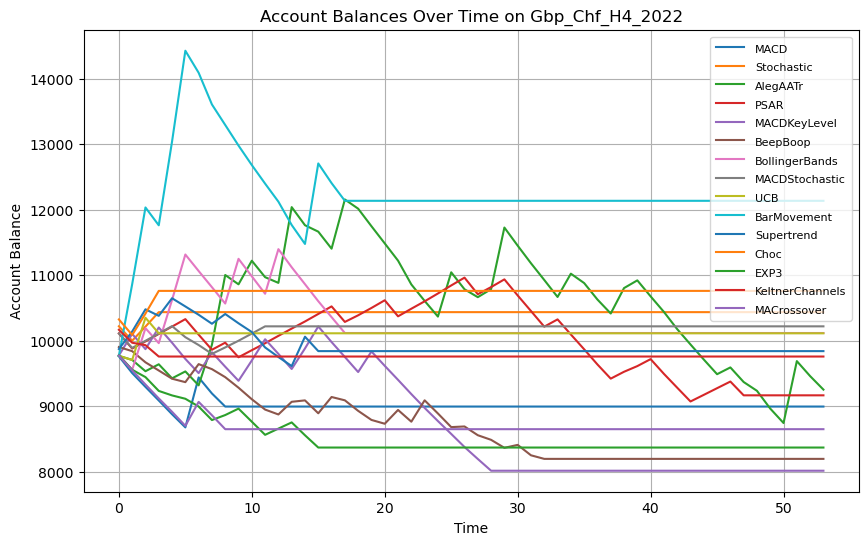 Account Balances Over Time on Gbp_Chf_H4_2022
Account Balance
14000
13000
12000
11000
10000
9000
8000
0
10
20
30
40
50
Time
MACD
Stochastic
AlegAATr
PSAR
MACDKeyLevel
BeepBoop
BollingerBands
MACDStochastic
UCB
BarMovement
Supertrend
Choc
EXP3
KeltnerChannels
MACrossover